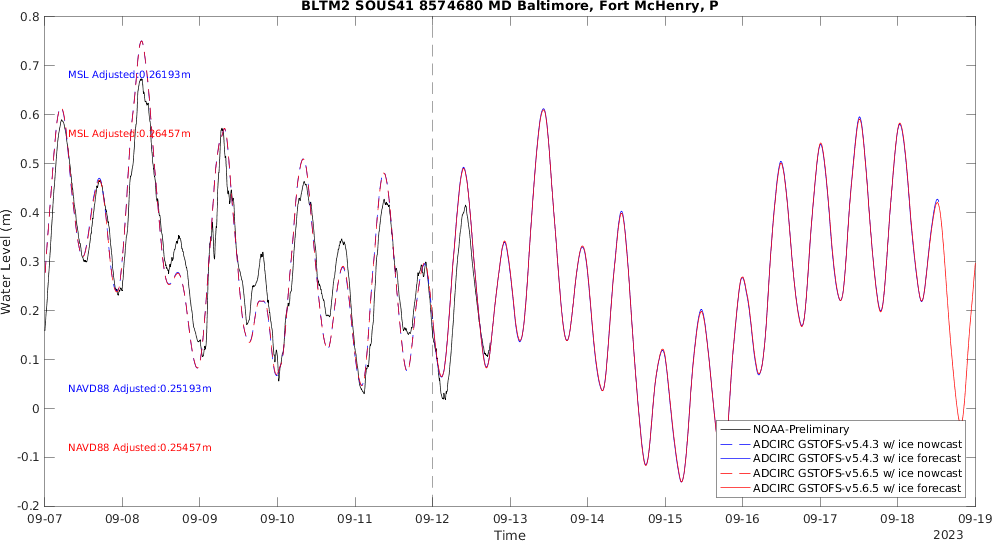 BLTM2 SOUS41 8574680 MD Baltimore, Fort McHenry, P
0.8
0.7
0.6
0.5
0.4
0.3
0.2
0.1
0
-0.1
-0.2
Water Level (m)
MSL Adjusted:0.26193m
MSL Adjusted:0.26457m
NAVD88 Adjusted:0.25193m
NAVD88 Adjusted:0.25457m
NOAA-Preliminary
ADCIRC GSTOFS-v5.4.3 w/ ice nowcast
ADCIRC GSTOFS-v5.4.3 w/ ice forecast
ADCIRC GSTOFS-v5.6.5 w/ ice nowcast
ADCIRC GSTOFS-v5.6.5 w/ ice forecast
09-07 09-08 09-09 09-10 09-11 09-12 09-13 09-14 09-15 09-16 09-17 09-18 09-19
Time
2023